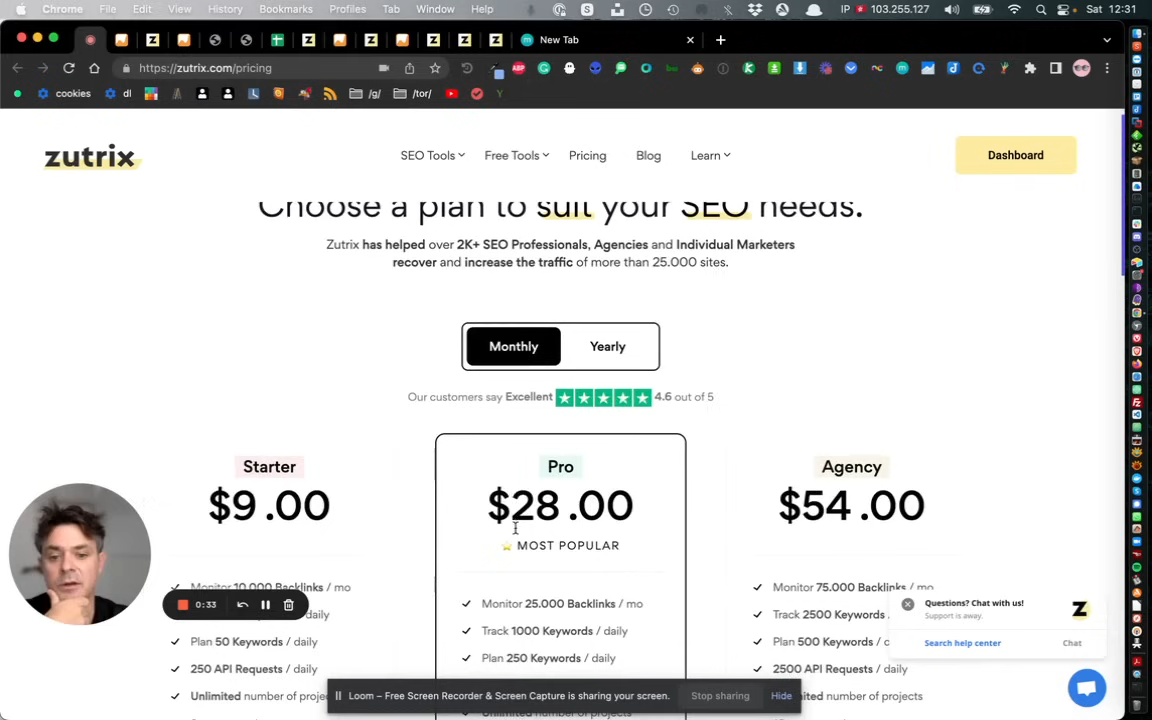 Chrome File Edit View History Bookmarks Profiles Tab Window Help
IP 103.255.127 Sat 12:31
New Tab
https://zutrix.com/pricing
cookies dl /g/ /tor/
zutrix
SEO Tools Free Tools Pricing Blog Learn
Dashboard
Choose a plan to suit your SEO needs.
Zutrix has helped over 2K+ SEO Professionals, Agencies and Individual Marketers
recover and increase the traffic of more than 25.000 sites.
Monthly Yearly
Our customers say Excellent 4.6 out of 5
Starter
$9 .00
Monitor 10.000 Backlinks / mo
/ daily
Plan 50 Keywords / daily
250 API Requests / daily
Unlimited number of proje
Pro
$28 .00
MOST POPULAR
Monitor 25.000 Backlinks / mo
Track 1000 Keywords / daily
Plan 250 Keywords / daily
Agency
$54 .00
Monitor 75.000 Backlinks / mo
Track 2500 Keywords
Plan 500 Keywords / d
2500 API Requests / daily
ited number of projects
0:33
Questions? Chat with us!
Support is away.
Search help center Chat
Loom – Free Screen Recorder & Screen Capture is sharing your screen. Stop sharing Hide